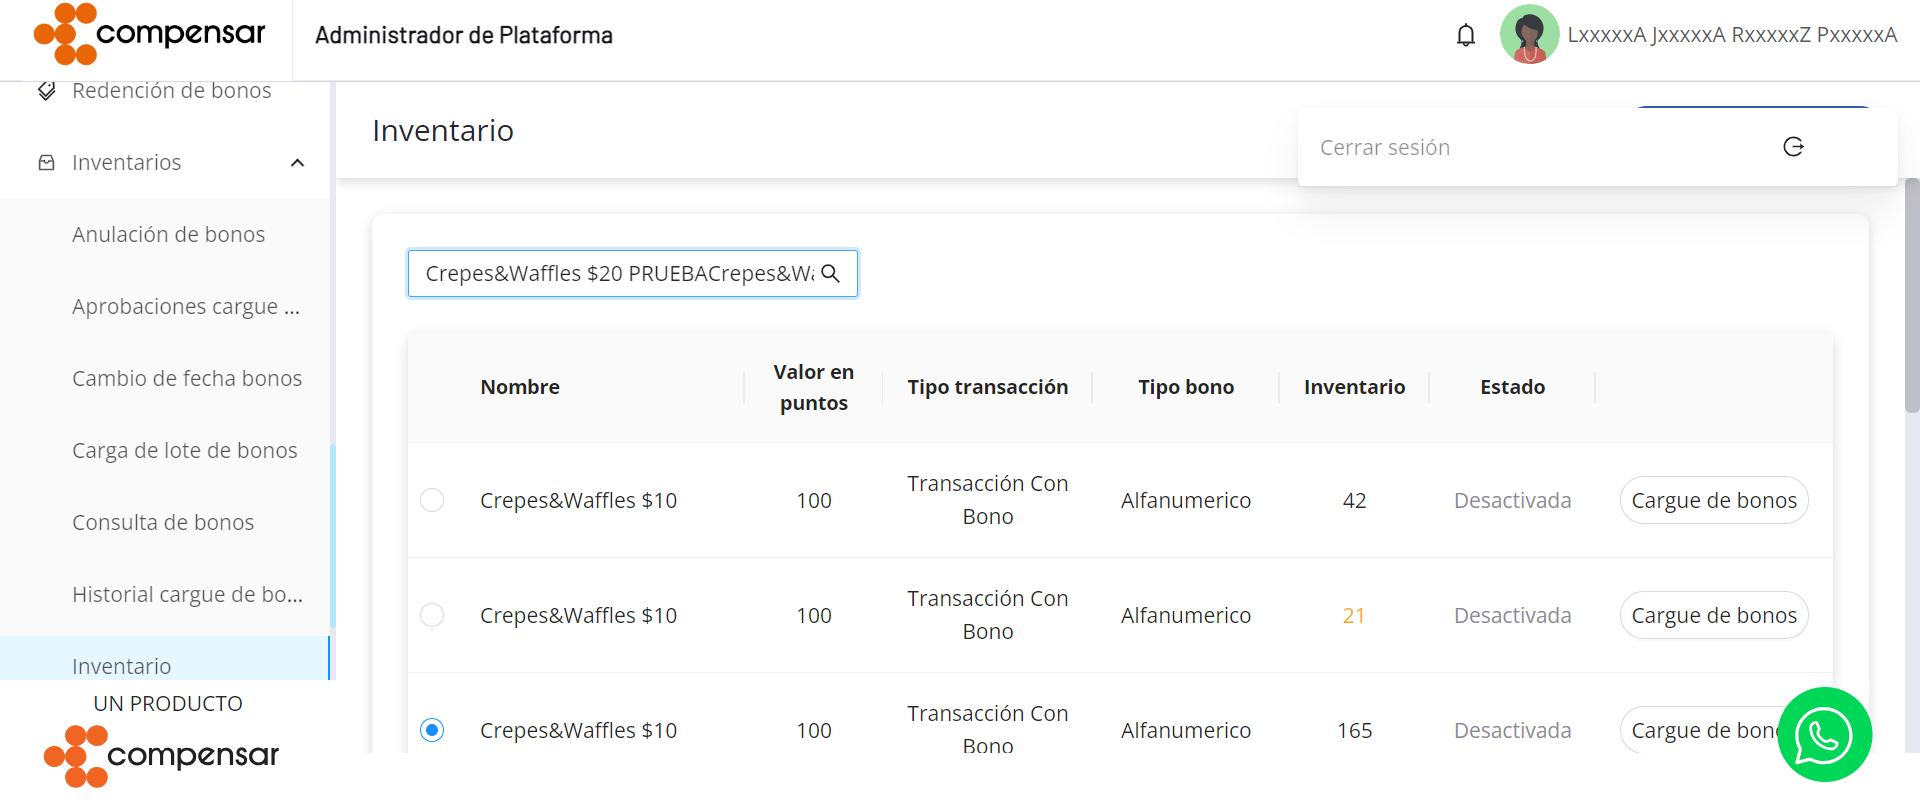 compensar
Administrador de Plataforma
LxxxxxA JxxxxxA RxxxxxZ PxxxxxA
Redención de bonos
Inventarios
Anulación de bonos
Aprobaciones cargue ...
Cambio de fecha bonos
Carga de lote de bonos
Consulta de bonos
Historial cargue de bo...
Inventario
UN PRODUCTO
compensar
Inventario
Cerrar sesión
Crepes&Waffles $20 PRUEBACrepes&Wa
Nombre
Valor en puntos
Tipo transacción
Tipo bono
Inventario
Estado
Crepes&Waffles $10
100
Transacción Con
Bono
Alfanumerico
42
Desactivada
Cargue de bonos
Crepes&Waffles $10
100
Transacción Con
Bono
Alfanumerico
21
Desactivada
Cargue de bonos
Crepes&Waffles $10
100
Transacción Con
Bono
Alfanumerico
165
Desactivada
Cargue de bon